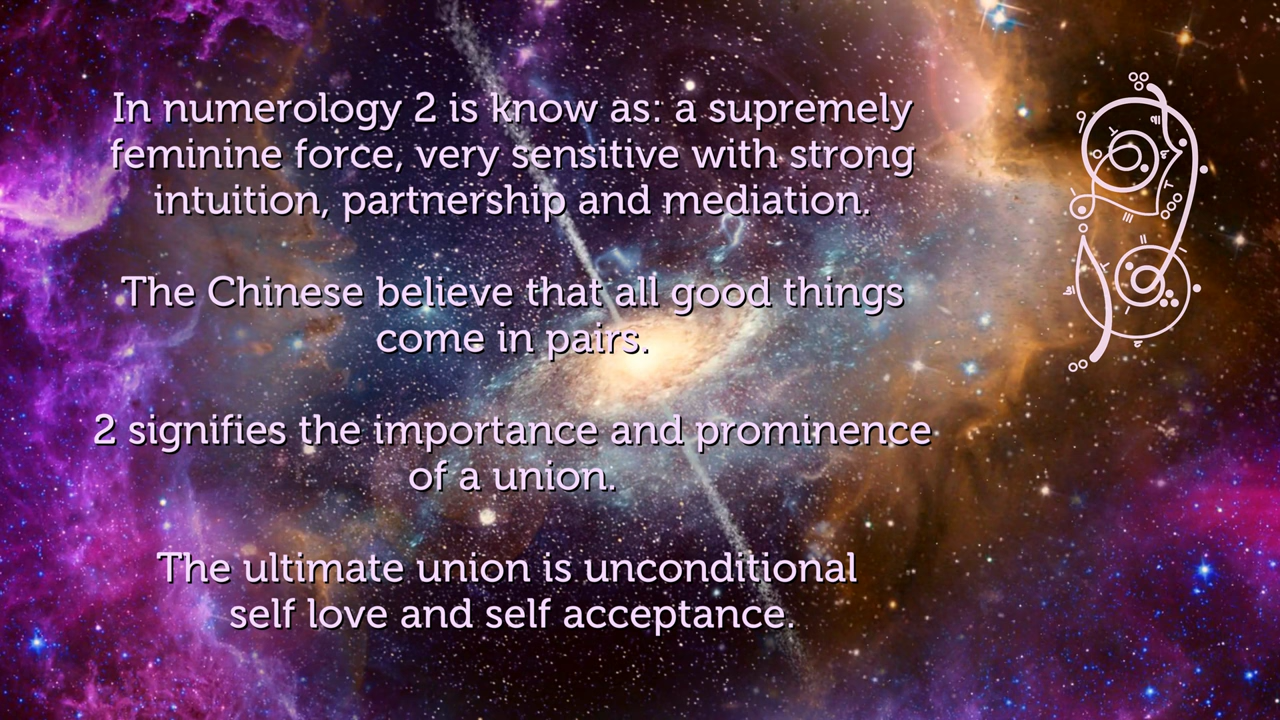 In numerology 2 is know as: a supremely
feminine force, very sensitive with strong
intuition, partnership and mediation.
The Chinese believe that all good things
come in pairs.
2 signifies the importance and prominence
of a union.
The ultimate union is unconditional
self love and self acceptance.